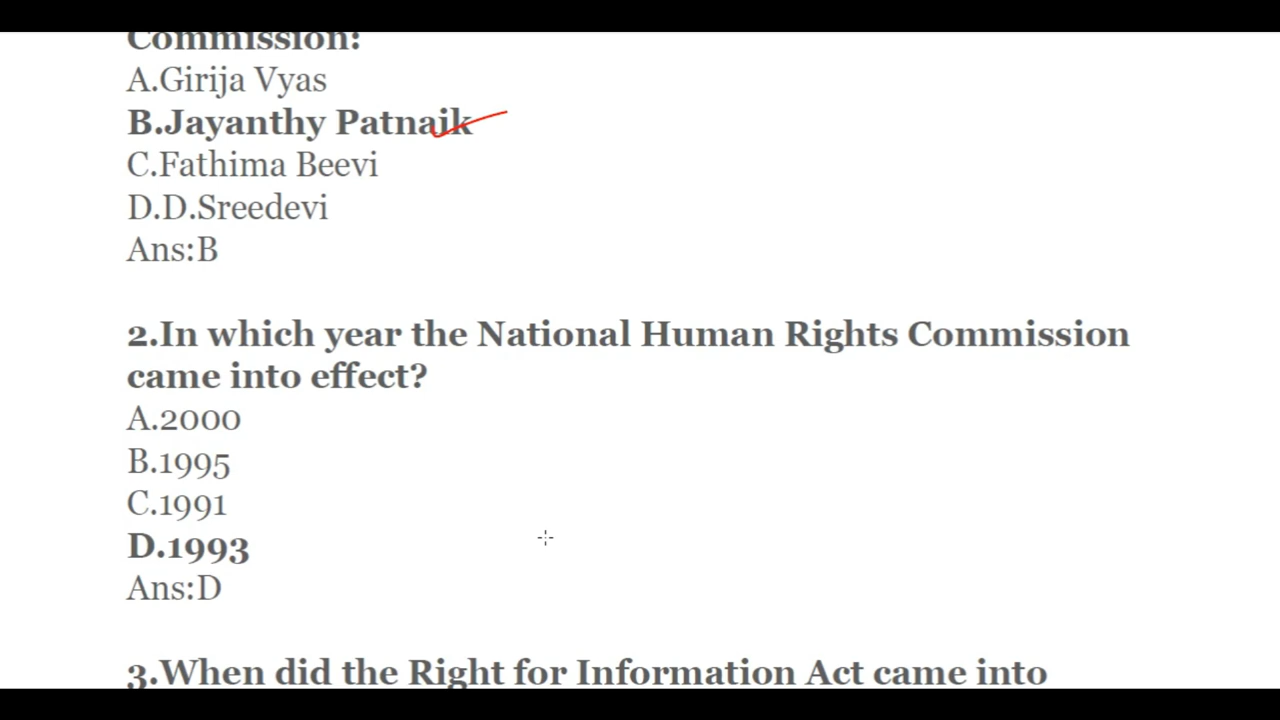 Commission:
A.Girija Vyas
B.Jayanthy Patnaik
C.Fathima Beevi
D.D.Sreedevi
Ans:B
2.In which year the National Human Rights Commission
came into effect?
A.2000
B.1995
C.1991
D.1993
Ans:D
3.When did the Right for Information Act came into